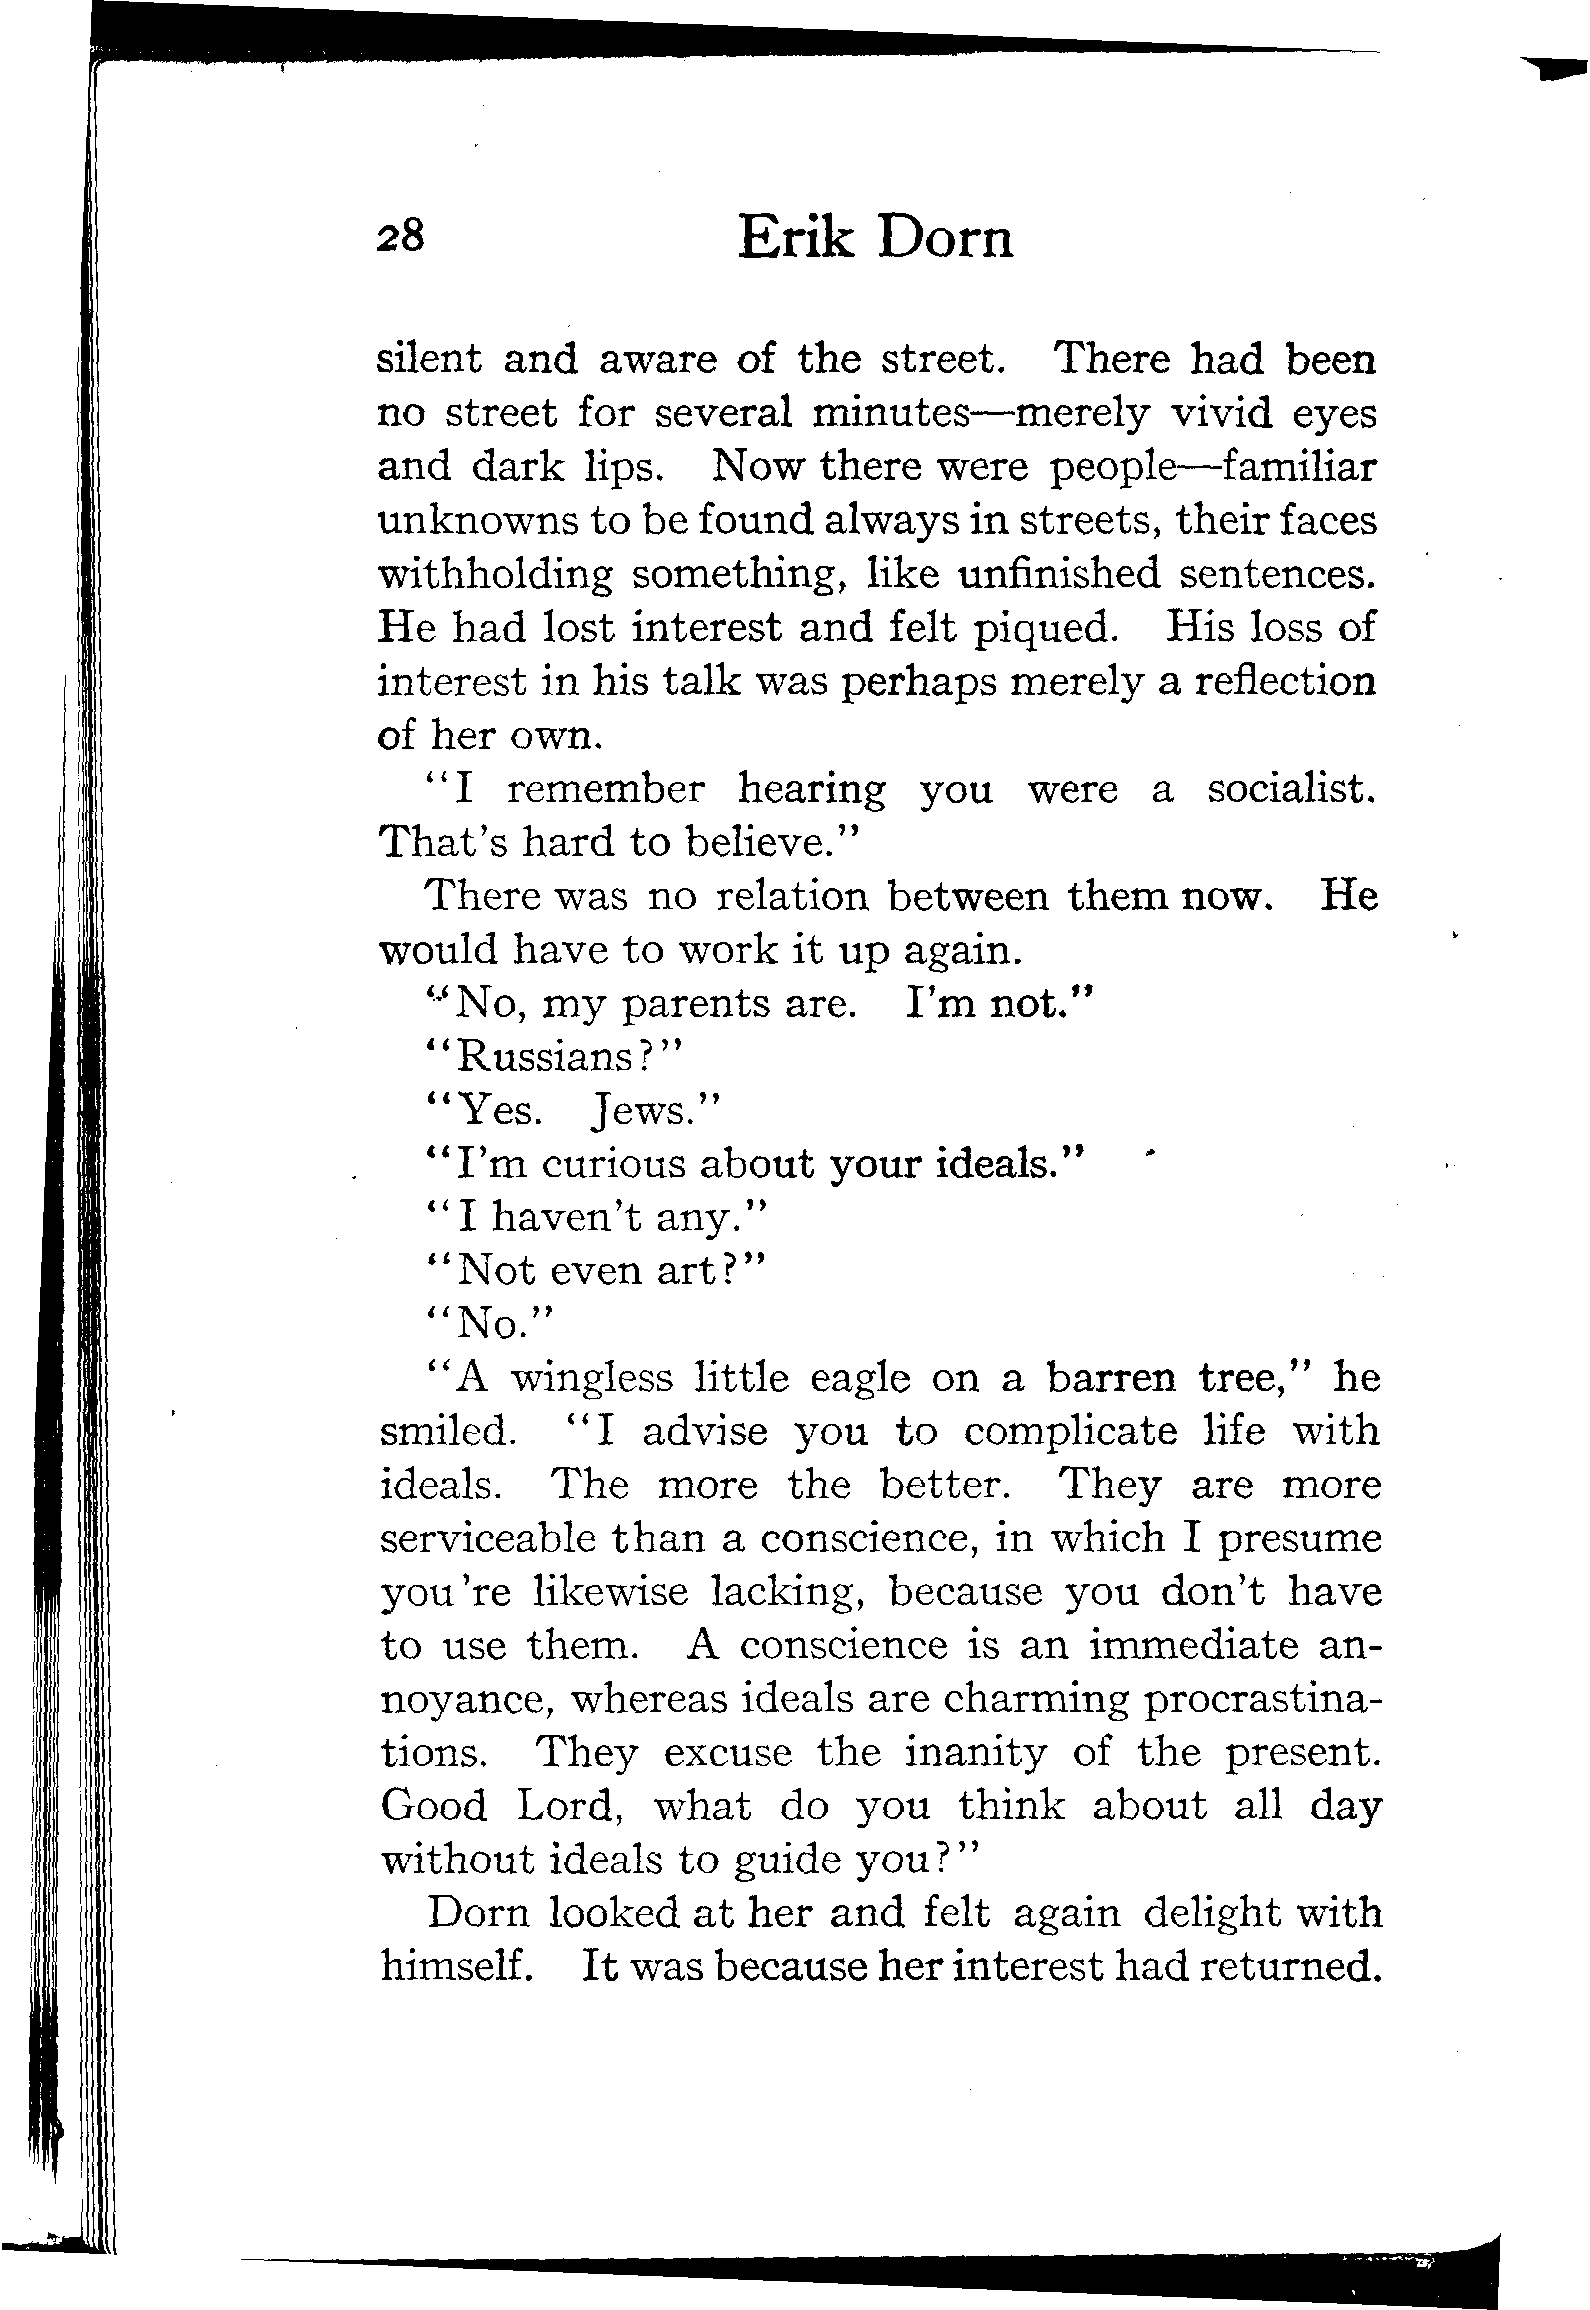 28 Erik Dorn
silent and aware of the street. There had been
no street for several minutes—merely vivid eyes
and dark lips. Now there were people—familiar
unknowns to be found always in streets, their faces
withholding something, like unfinished sentences.
He had lost interest and felt piqued. His loss of
interest in his talk was perhaps merely a reflection
of her own.
"I remember hearing you were a socialist.
That's hard to believe."
There was no relation between them now. He
would have to work it up again.
"No, my parents are. I'm not."
"Russians?"
"Yes. Jews."
"I'm curious about your ideals."
"I haven't any."
"Not even art?"
"No."
"A wingless little eagle on a barren tree," he
smiled. "I advise you to complicate life with
ideals. The more the better. They are more
serviceable than a conscience, in which I presume
you're likewise lacking, because you don't have
to use them. A conscience is an immediate an-
noyance, whereas ideals are charming procrastina-
tions. They excuse the inanity of the present.
Good Lord, what do you think about all day
without ideals to guide you?"
Dorn looked at her and felt again delight with
himself. It was because her interest had returned.